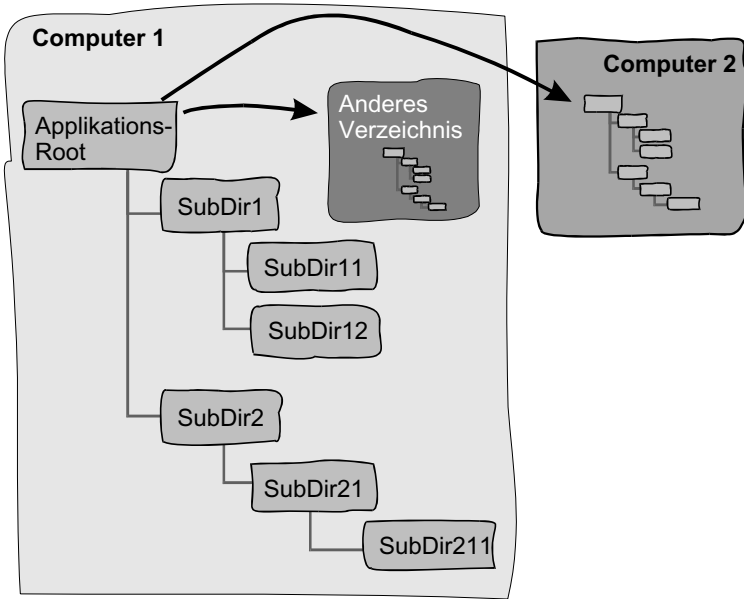 Computer 1
Computer 2
Applikations-
Root
Anderes
Verzeichnis
SubDir1
SubDir11
SubDir12
SubDir2
SubDir21
SubDir211